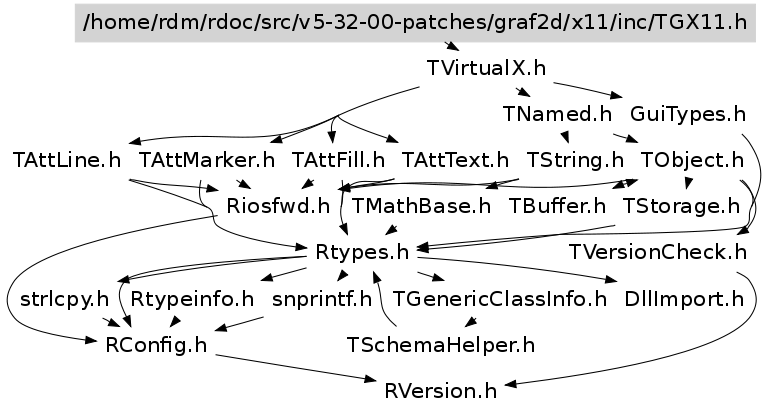 /home/rdm/rdoc/src/v5-32-00-patches/graf2d/x11/inc/TGX11.h
TVirtualX.h
TNamed.h GuiTypes.h
TAttLine.h TAttMarker.h TAttFill.h TAttText.h TString.h TObject.h
Riosfwd.h TMathBase.h TBuffer.h TStorage.h
Rtypes.h TVersionCheck.h
strlcpy.h Rtypeinfo.h snprintf.h TGenericClassInfo.h DllImport.h
RConfig.h TSchemaHelper.h
RVersion.h